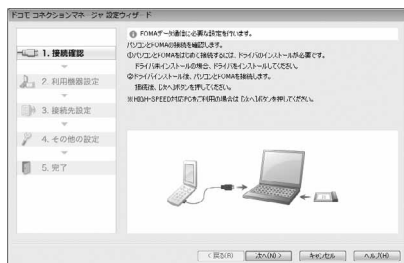 ドコモ コネクションマネージャ 設定ウィザード
1. 接続確認
2. 利用機器設定
3. 接続先設定
4. その他の設定
5. 完了
FOMAデータ通信に必要な設定を行います。
パソコンとFOMAの接続を確認します。
①パソコンとFOMAをはじめて接続するには、ドライバのインストールが必要です。
ドライバ未インストールの場合、ドライバをインストールしてください。
②ドライバインストール後、パソコンとFOMAを接続します。
接続後、[次へ]ボタンを押してください。
※HIGH-SPEED対応PCをご利用の場合は [次へ]ボタンを押してください。
< 戻る(B)
次へ(N) >
キャンセル
ヘルプ(H)